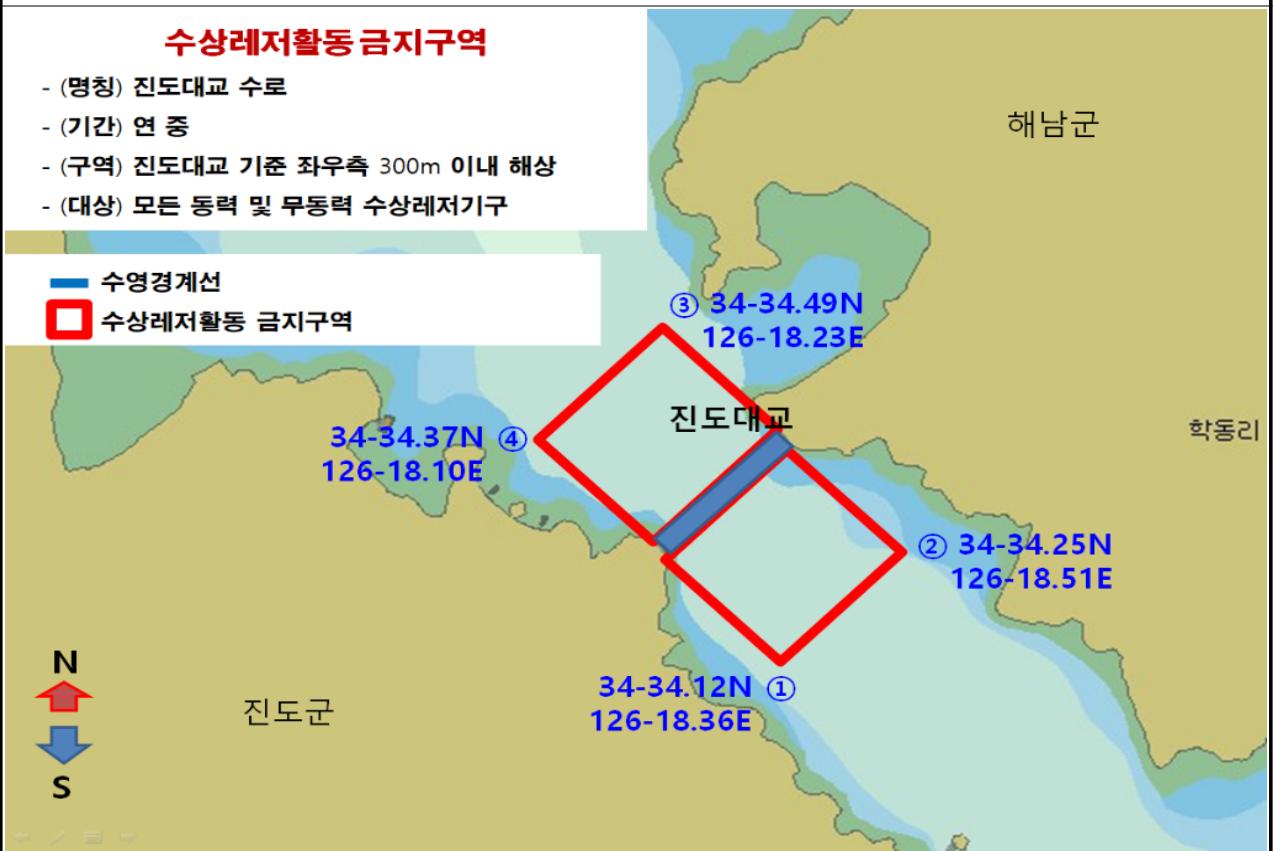 수상레저활동 금지구역
- (명칭) 진도대교 수로
- (기간) 연 중
- (구역) 진도대교 기준 좌우측 300m 이내 해상
- (대상) 모든 동력 및 무동력 수상레저기구
수영경계선
수상레저활동 금지구역
해남군
③ 34-34.49N
126-18.23E
진도대교
학동리
34-34.37N ④
126-18.10E
② 34-34.25N
126-18.51E
34-34.12N ①
126-18.36E
진도군
N
S